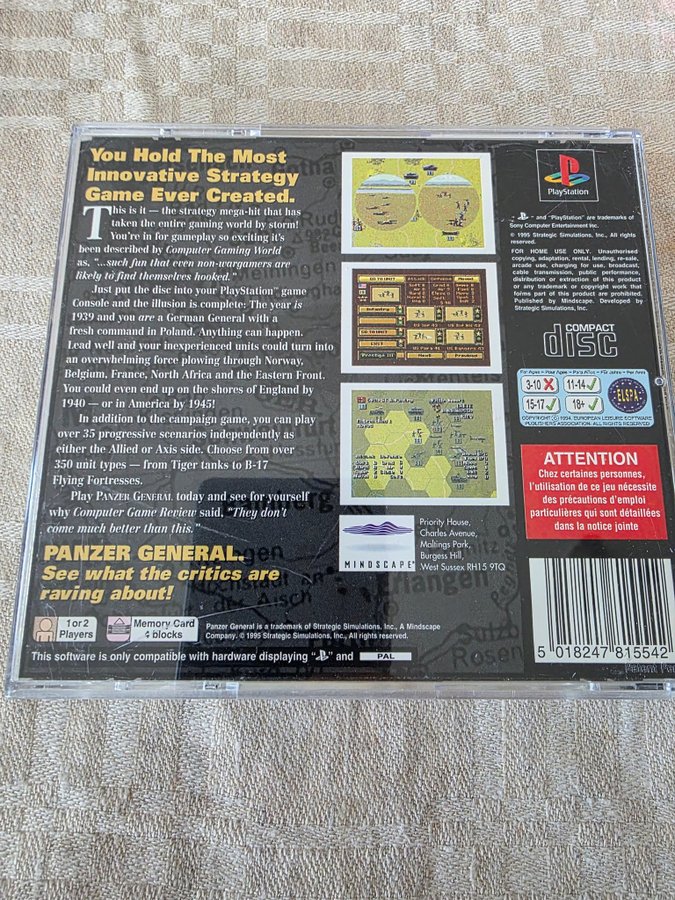 You Hold The Most
Innovative Strategy
Game Ever Created.
This is it — the strategy mega-hit that has
taken the entire gaming world by storm!
You're in for gameplay so exciting it's
been described by Computer Gaming World
as, "...such fun that even non-wargamers are
likely to find themselves hooked."
Just put the disc into your PlayStation™ game
Console and the illusion is complete: The year is
1939 and you are a German General with a
fresh command in Poland. Anything can happen.
Lead well and your inexperienced units could turn into
an overwhelming force plowing through Norway,
Belgium, France, North Africa and the Eastern Front.
You could even end up on the shores of England by
1940 — or in America by 1945!
In addition to the campaign game, you can play
over 35 progressive scenarios independently as
either the Allied or Axis side. Choose from over
350 unit types — from Tiger tanks to B-17
Flying Fortresses.
Play PANZER GENERAL today and see for yourself
why Computer Game Review said, "They don't
come much better than this."
PANZER GENERAL.
See what the critics are
raving about!
1 or 2
Players
Memory Card
4 blocks
Panzer General is a trademark of Strategic Simulations, Inc., A Mindscape
Company. © 1995 Strategic Simulations, Inc., All rights reserved.
This software is only compatible with hardware displaying " " and PAL
MINDSCAPE
Priority House,
Charles Avenue,
Maltings Park,
Burgess Hill,
West Sussex RH15 9TQ
PlayStation
" " and "PlayStation" are trademarks of
Sony Computer Entertainment Inc.
© 1995 Strategic Simulations, Inc., All rights
reserved.
FOR HOME USE ONLY. Unauthorised
copying, adaptation, rental, lending, re-sale,
arcade use, charging for use, broadcast,
cable transmission, public performance,
distribution or extraction of this product
or any trademark or copyright work that
forms part of this product are prohibited.
Published by Mindscape. Developed by
Strategic Simulations, Inc.
COMPACT
disc
3-10 11-14
15-17 18+
ELSPA
COPYRIGHT © 1994. EUROPEAN LEISURE SOFTWARE
PUBLISHERS ASSOCIATION. ALL RIGHTS RESERVED
ATTENTION
Chez certaines personnes,
l'utilisation de ce jeu nécessite
des précautions d'emploi
particulières qui sont détaillées
dans la notice jointe
5 018247 815542